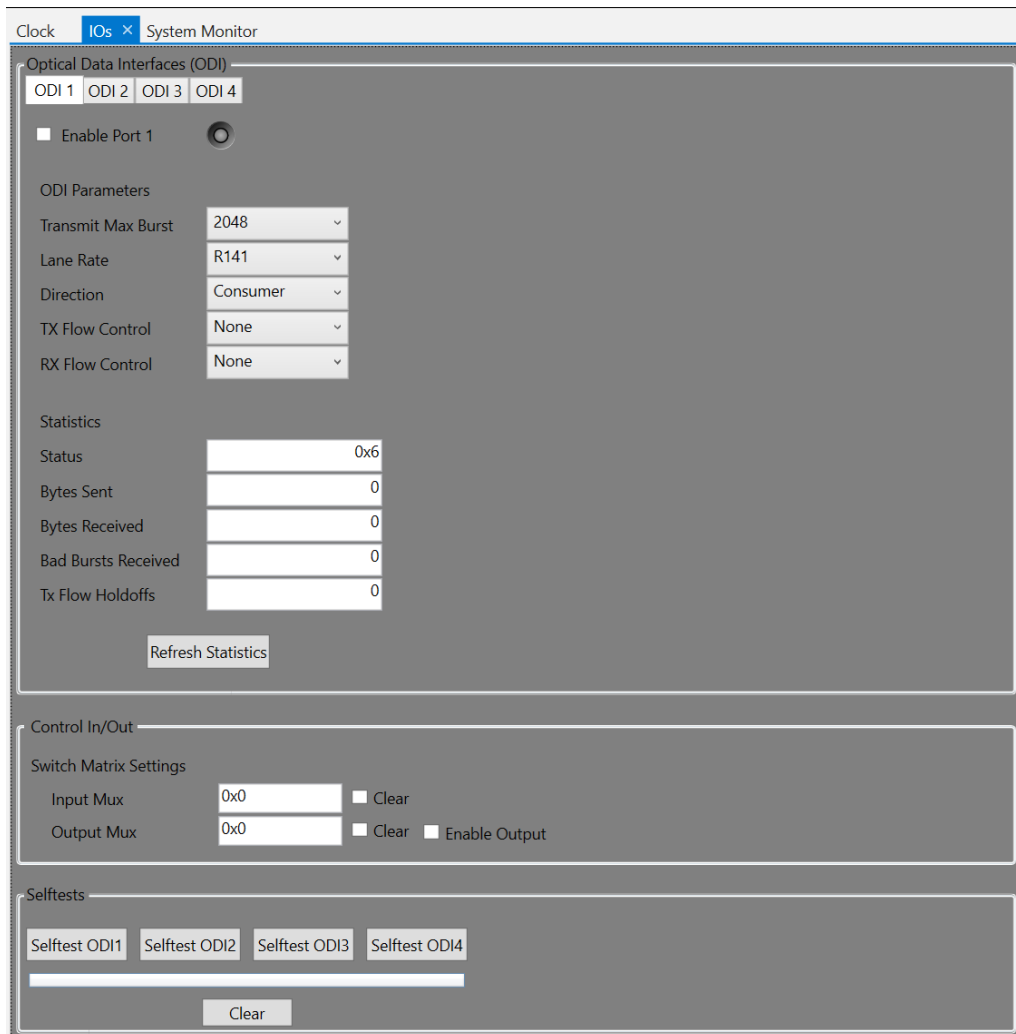 Clock IOs × System Monitor
Optical Data Interfaces (ODI)
ODI 1 ODI 2 ODI 3 ODI 4
Enable Port 1
ODI Parameters
Transmit Max Burst 2048
Lane Rate R141
Direction Consumer
TX Flow Control None
RX Flow Control None
Statistics
Status 0x6
Bytes Sent 0
Bytes Received 0
Bad Bursts Received 0
Tx Flow Holdoffs 0
Refresh Statistics
Control In/Out
Switch Matrix Settings
Input Mux 0x0 Clear
Output Mux 0x0 Clear Enable Output
Selftests
Selftest ODI1 Selftest ODI2 Selftest ODI3 Selftest ODI4
Clear